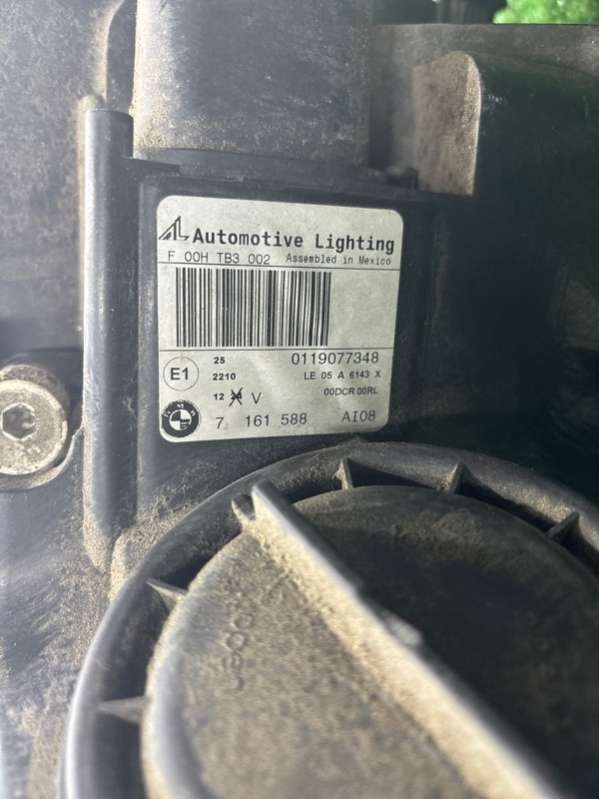 AL Automotive Lighting
F 00H TB3 002 Assembled in Mexico
25 0119077348
E1 2210 LE 05 A 6143 X
12 V 00DCR 00RL
7 161 588 AI08